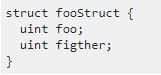 struct fooStruct {
  uint foo;
  uint figther;
}